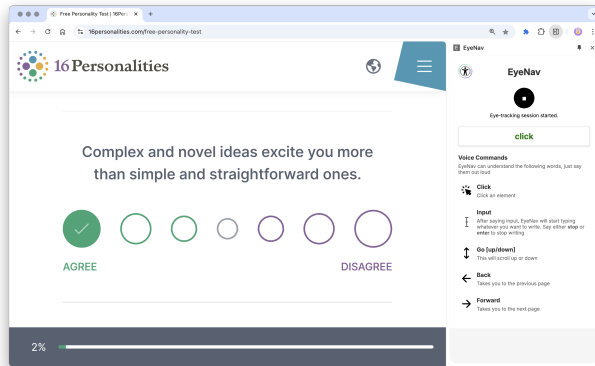 Free Personality Test | 16Pers
16personalities.com/free-personality-test
16Personalities
Complex and novel ideas excite you more
than simple and straightforward ones.
AGREE
DISAGREE
2%
EyeNav
EyeNav
Eye-tracking session started.
click
Voice Commands
EyeNav can understand the following words, just say
them out loud
Click
Click an element
Input
After saying input, EyeNav will start typing
whatever you want to write. Say either stop or
enter to stop writing
Go [up/down]
This will scroll up or down
Back
Takes you to the previous page
Forward
Takes you to the next page